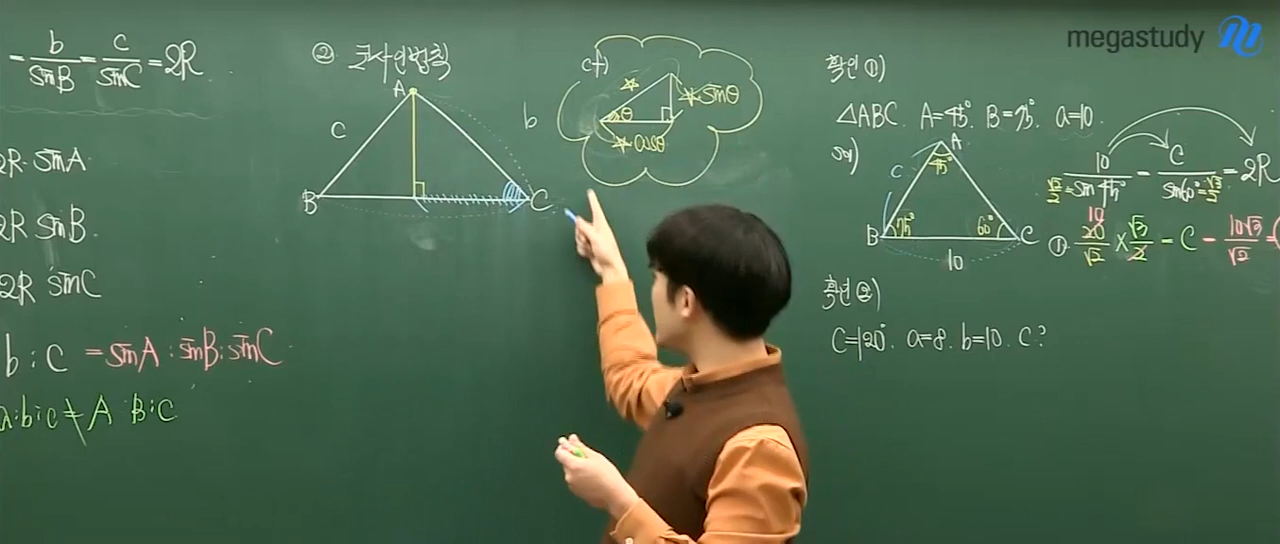 megastudy
= b/sinB = c/sinC = 2R
2R·sinA
2R sinB
2R sinC
b : c = sinA : sinB : sinC
a:b:c ≠ A B:C
② 코사인법칙
A
c
b
B
C
cf)
☆
θ
☆sinθ
☆cosθ
확인 ①)
△ABC. A=45° B=75° a=10.
sol)
A
45°
c
B
75°
60°
C
10
10/sin45° = c/sin60° = 2R
√2/2=
=√3/2
① 20/√2 × √3/2 = c = 10√3/√2 =
10
확인 ②)
C=120°. a=8. b=10. c?